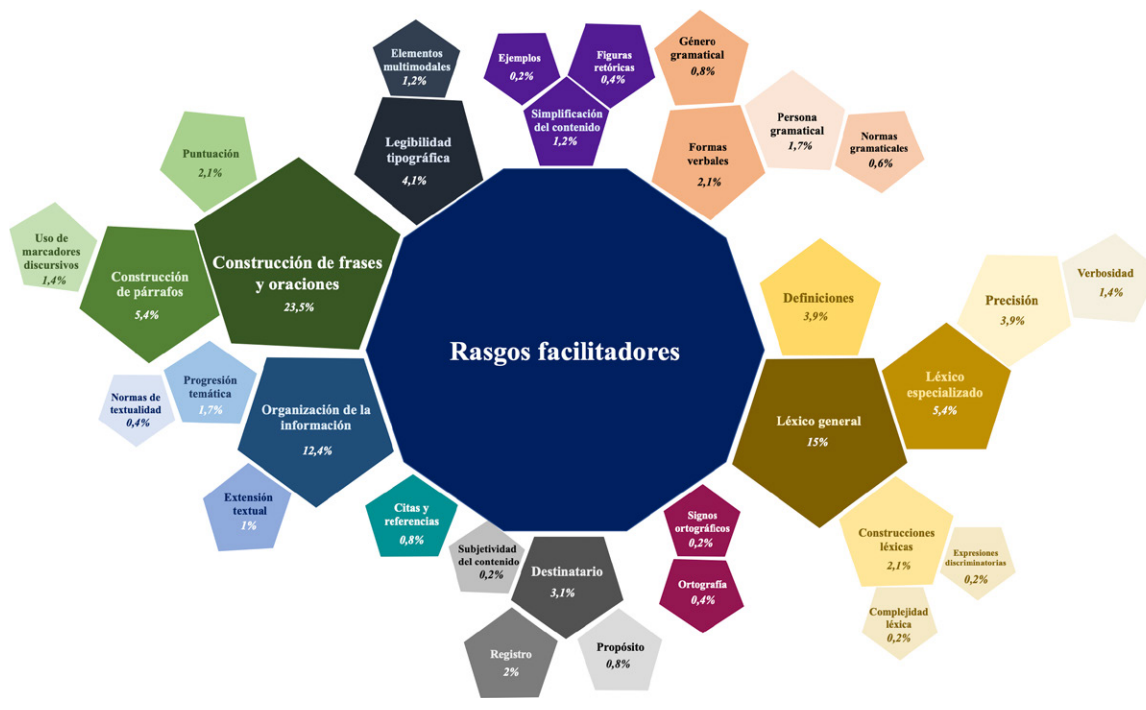 Elementos
multimodales
1,2%
Legibilidad
tipográfica
4,1%
Ejemplos
0,2%
Figuras
retóricas
0,4%
Simplificación
del contenido
1,2%
Género
gramatical
0,8%
Formas
verbales
2,1%
Persona
gramatical
1,7%
Normas
gramaticales
0,6%
Puntuación
2,1%
Uso de
marcadores
discursivos
1,4%
Construcción
de párrafos
5,4%
Construcción de frases
y oraciones
23,5%
Rasgos facilitadores
Definiciones
3,9%
Precisión
3,9%
Verbosidad
1,4%
Léxico
especializado
5,4%
Léxico general
15%
Normas de
textualidad
0,4%
Progresión
temática
1,7%
Organización de la
información
12,4%
Extensión
textual
1%
Citas y
referencias
0,8%
Subjetividad
del contenido
0,2%
Destinatario
3,1%
Registro
2%
Propósito
0,8%
Signos
ortográficos
0,2%
Ortografía
0,4%
Construcciones
léxicas
2,1%
Expresiones
discriminatorias
0,2%
Complejidad
léxica
0,2%